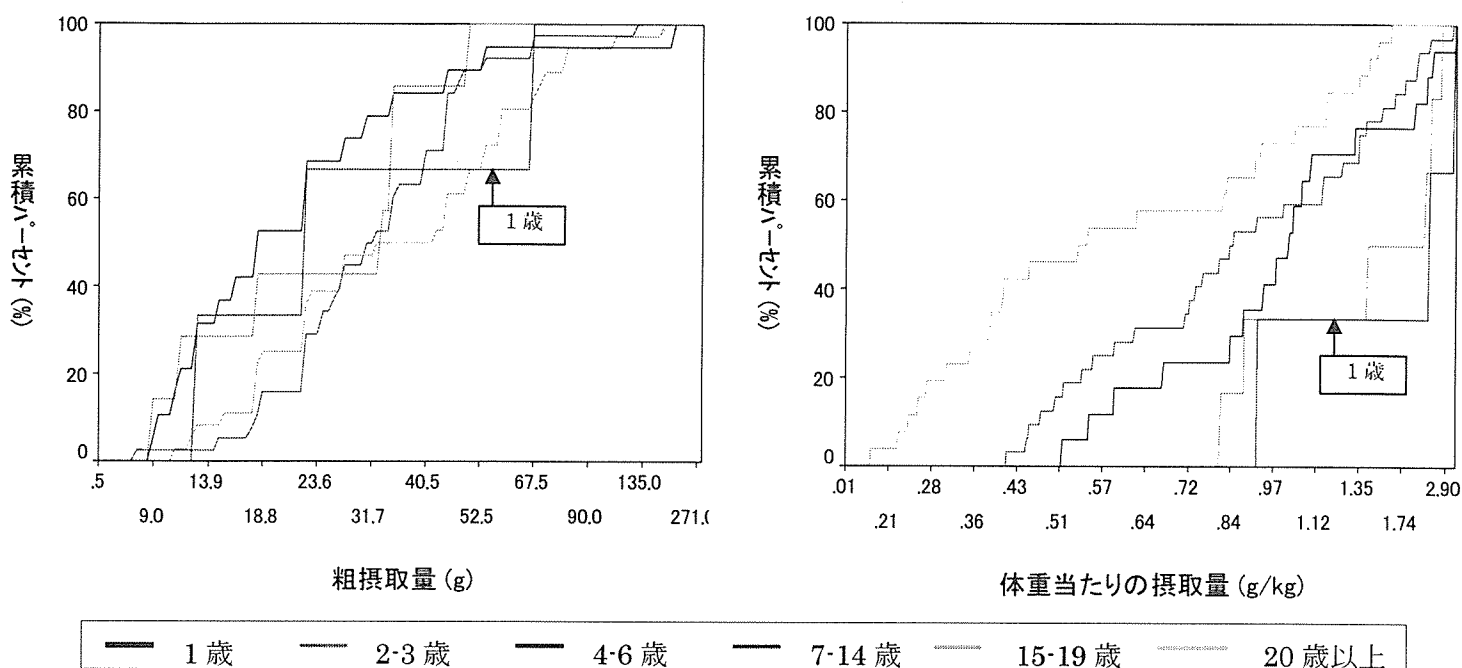 累積パーセント (%)
100
80
60
40
20
0
1歳
.5 13.9 23.6 40.5 67.5 135.0
9.0 18.8 31.7 52.5 90.0 271.0
粗摂取量 (g)
累積パーセント (%)
100
80
60
40
20
0
1歳
.01 .28 .43 .57 .72 .97 1.35 2.90
.21 .36 .51 .64 .84 1.12 1.74
体重当たりの摂取量 (g/kg)
1歳 2-3歳 4-6歳 7-14歳 15-19歳 20歳以上